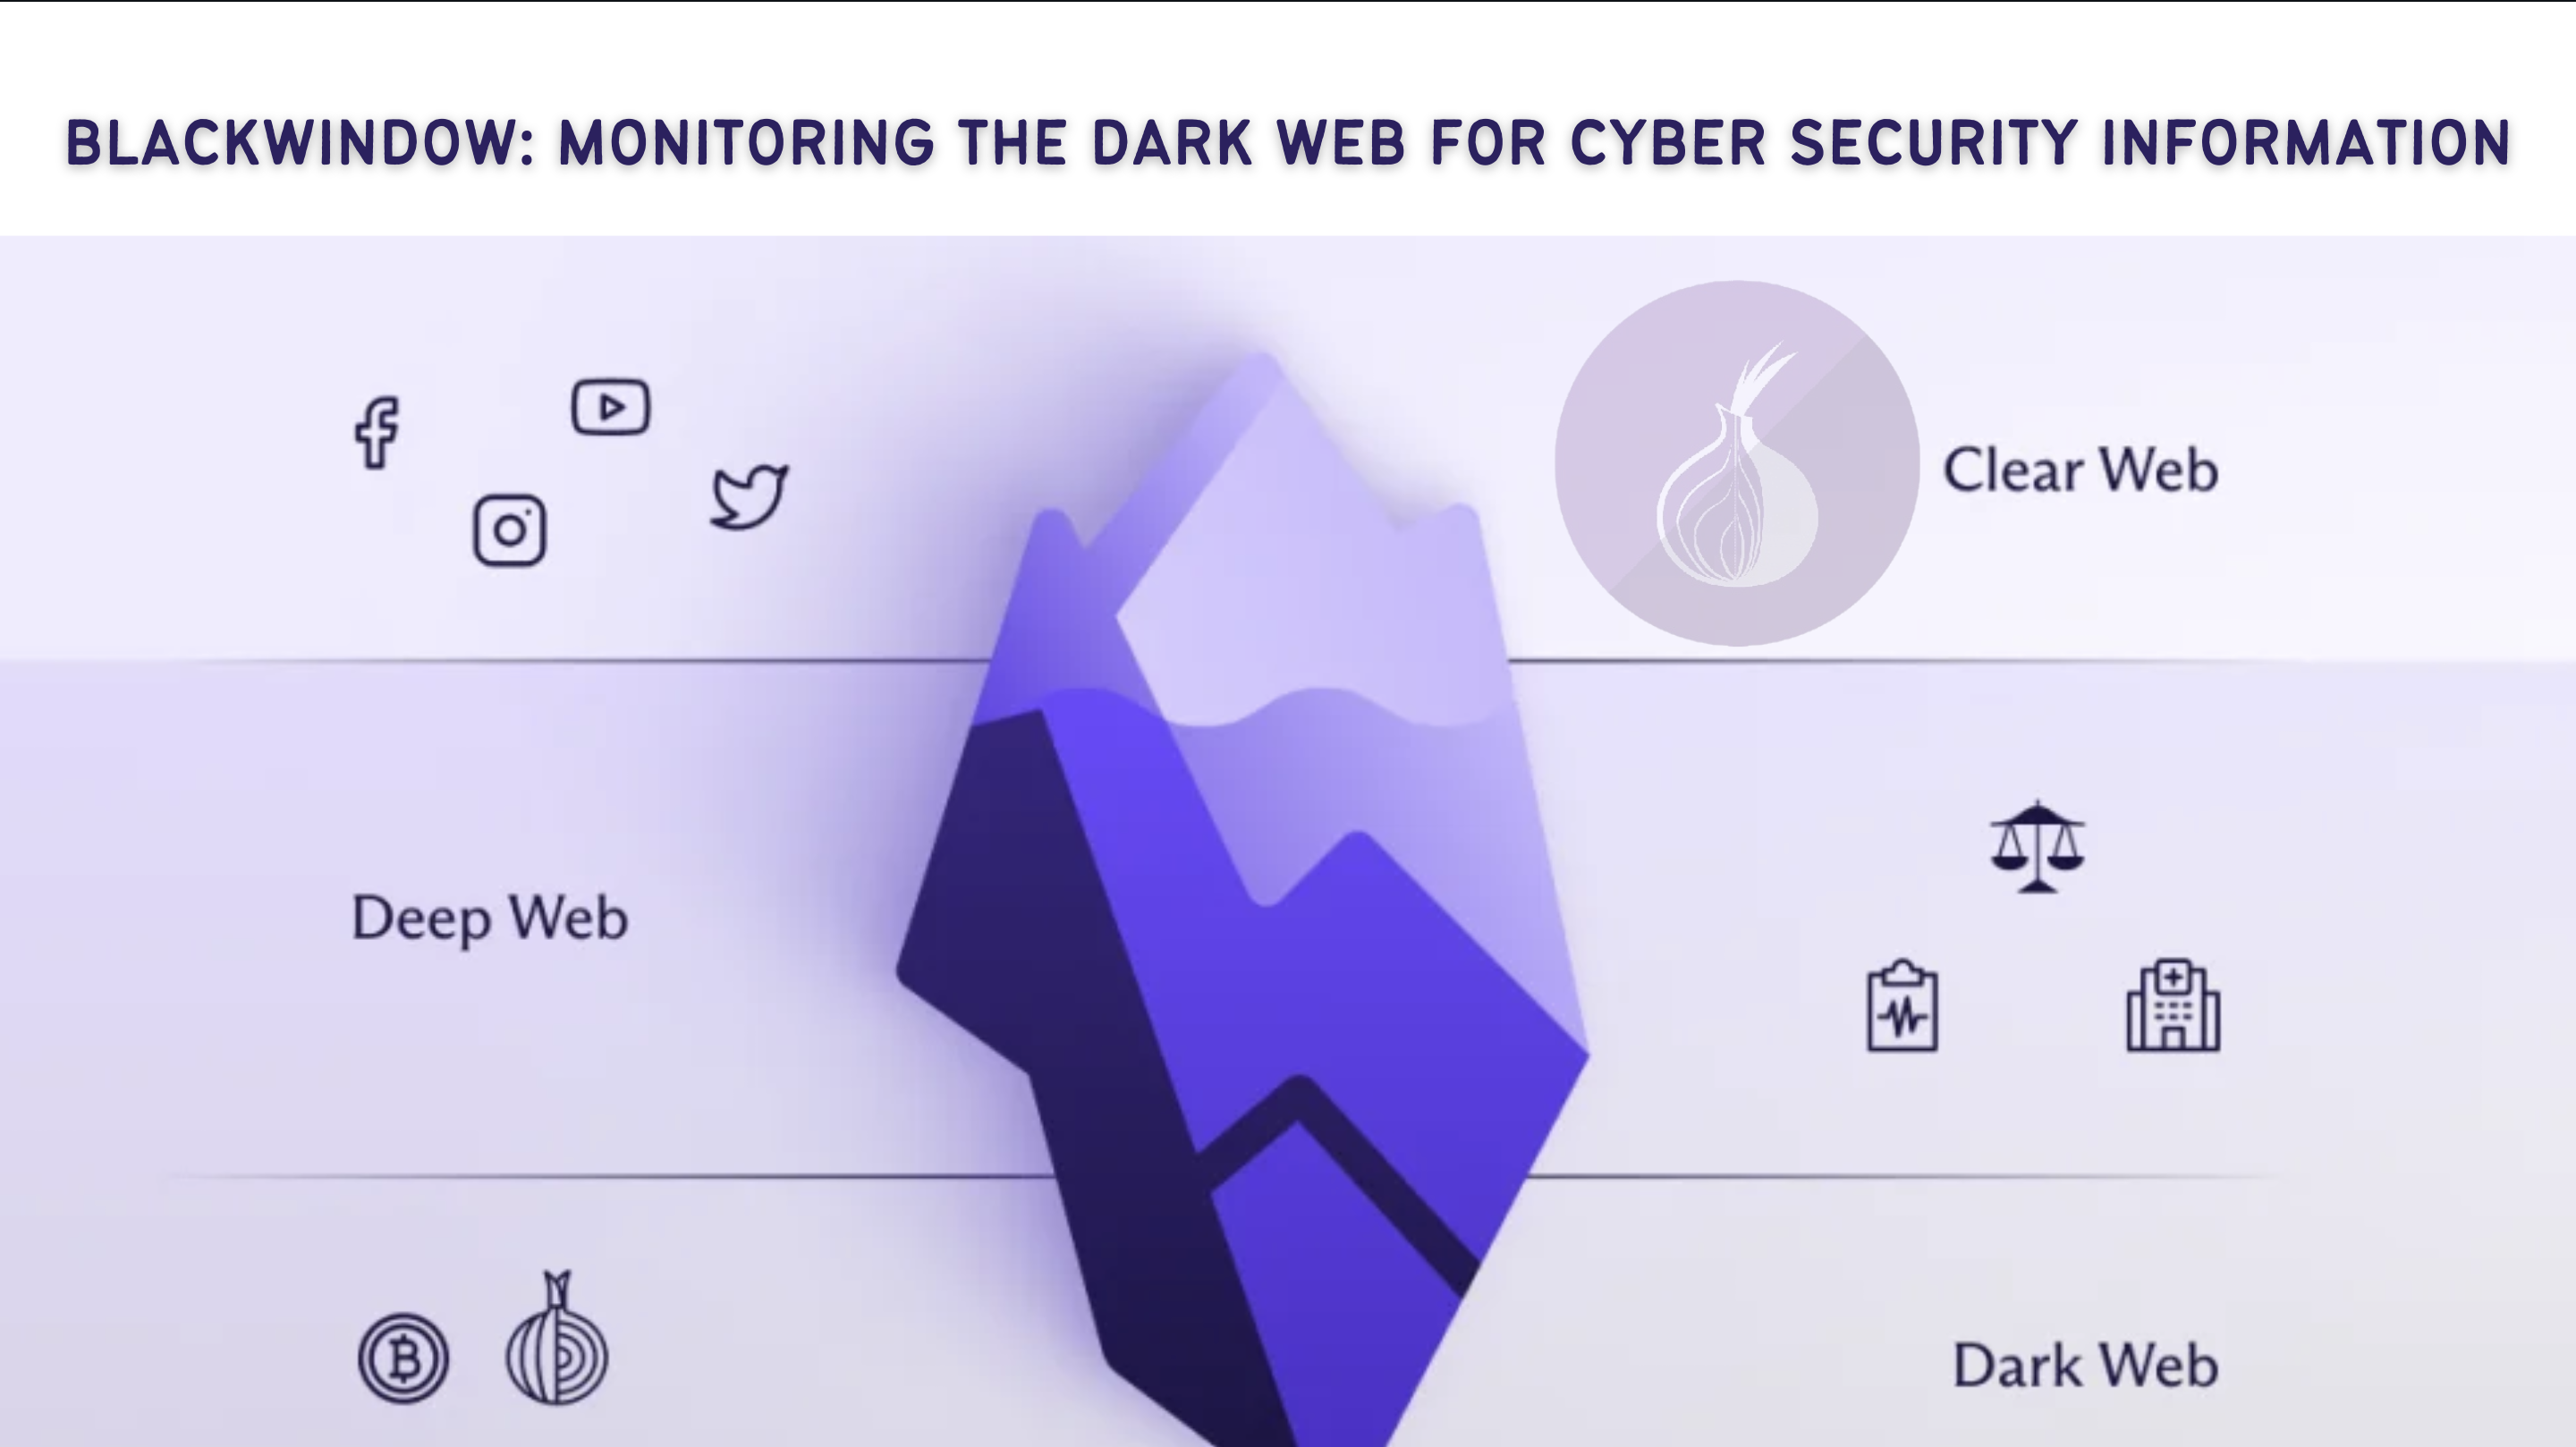 BLACKWINDOW: MONITORING THE DARK WEB FOR CYBER SECURITY INFORMATION
Clear Web
Deep Web
Dark Web